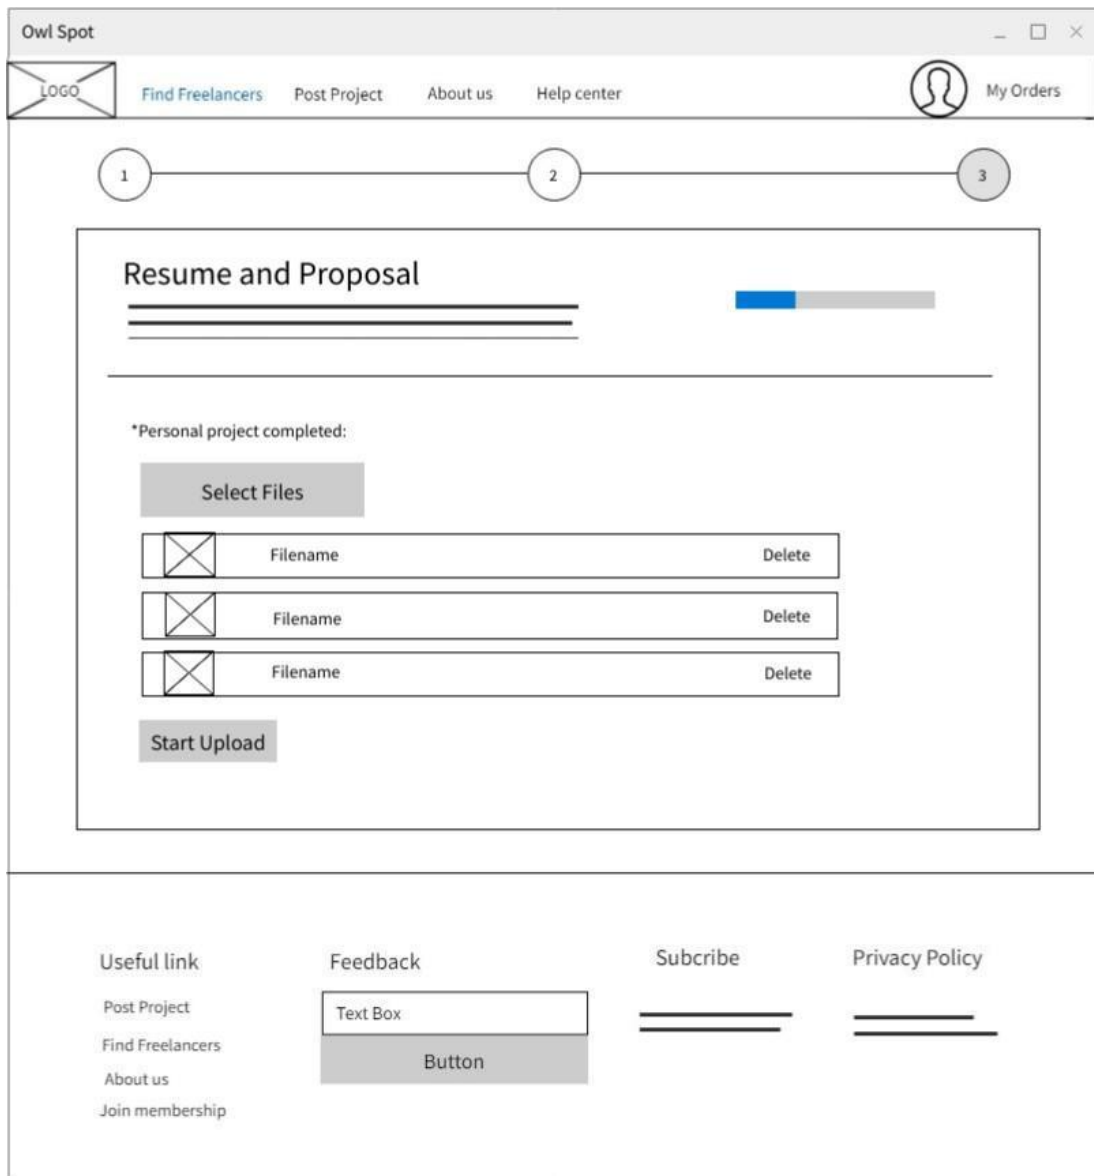 Owl Spot
LOGO
Find Freelancers
Post Project
About us
Help center
My Orders
1
2
3
Resume and Proposal
*Personal project completed:
Select Files
Filename
Delete
Filename
Delete
Filename
Delete
Start Upload
Useful link
Post Project
Find Freelancers
About us
Join membership
Feedback
Text Box
Button
Subcribe
Privacy Policy